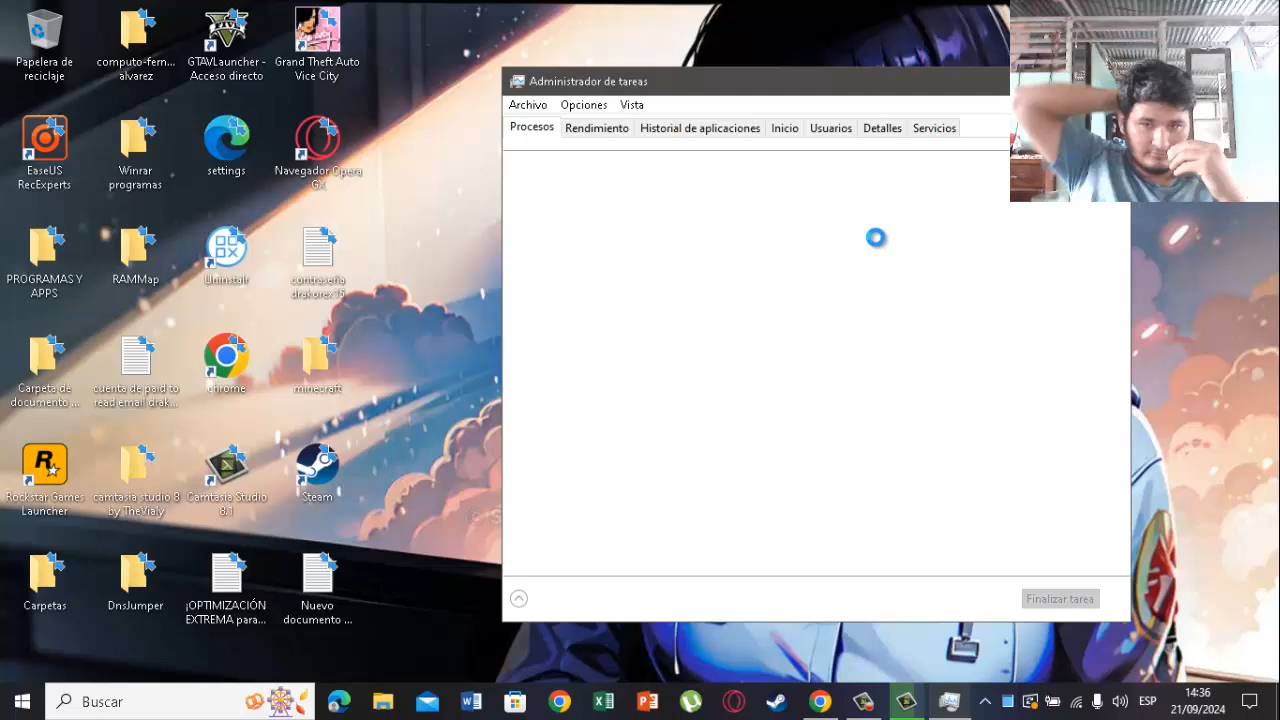 Papelera de
reciclaje
computo-fern...
alvarez
GTAVLauncher -
Acceso directo
Grand Theft Auto
Vice City
EaseUS
RecExperts
Winrar
programas
settings
Navegador Opera
GX
PROGRAMAS Y
APPS
RAMMap
Uninstalr
contraseña
drakorex15
Carpeta de
documento ...
cuenta de paid to
read email drak...
chrome
minecraft
Rockstar Games
Launcher
camtasia studio 8
by TheVialy
Camtasia Studio
8.1
Steam
Carpetas
DnsJumper
¡OPTIMIZACIÓN
EXTREMA para...
Nuevo
documento ...
Administrador de tareas
Archivo Opciones Vista
Procesos Rendimiento Historial de aplicaciones Inicio Usuarios Detalles Servicios
Finalizar tarea
Buscar
ESP
14:36
21/09/2024